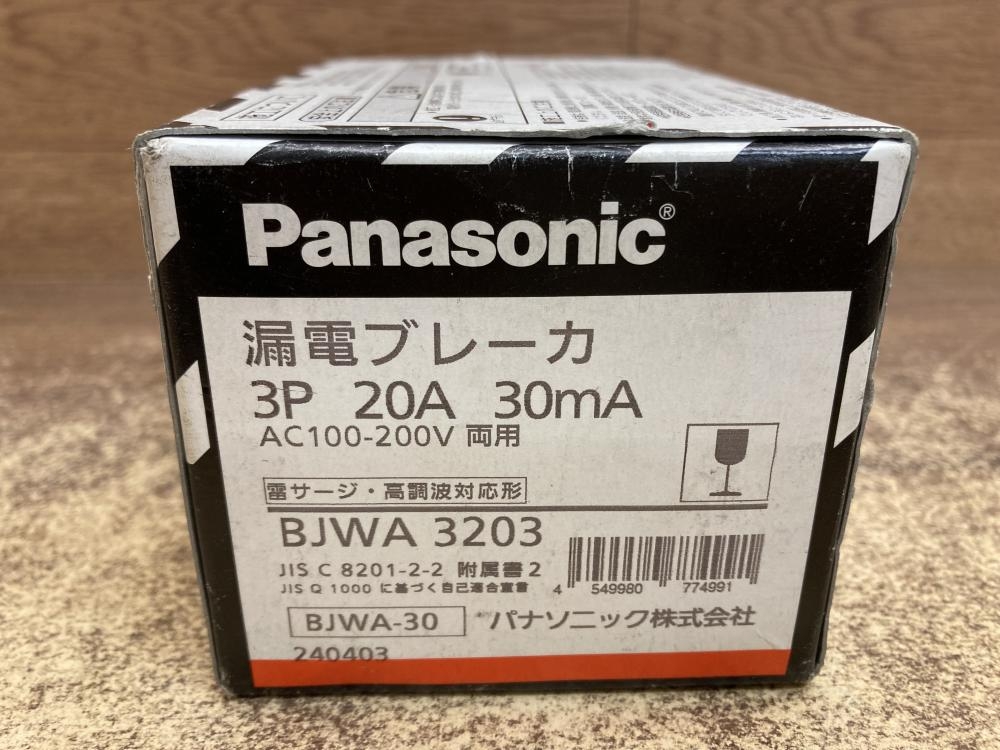 Panasonic®
漏電ブレーカ
3P 20A 30mA
AC100-200V 両用
雷サージ・高調波対応形
BJWA 3203
JIS C 8201-2-2 附属書2
JIS Q 1000 に基づく自己適合宣言
4 549980 774991
BJWA-30 パナソニック株式会社
240403